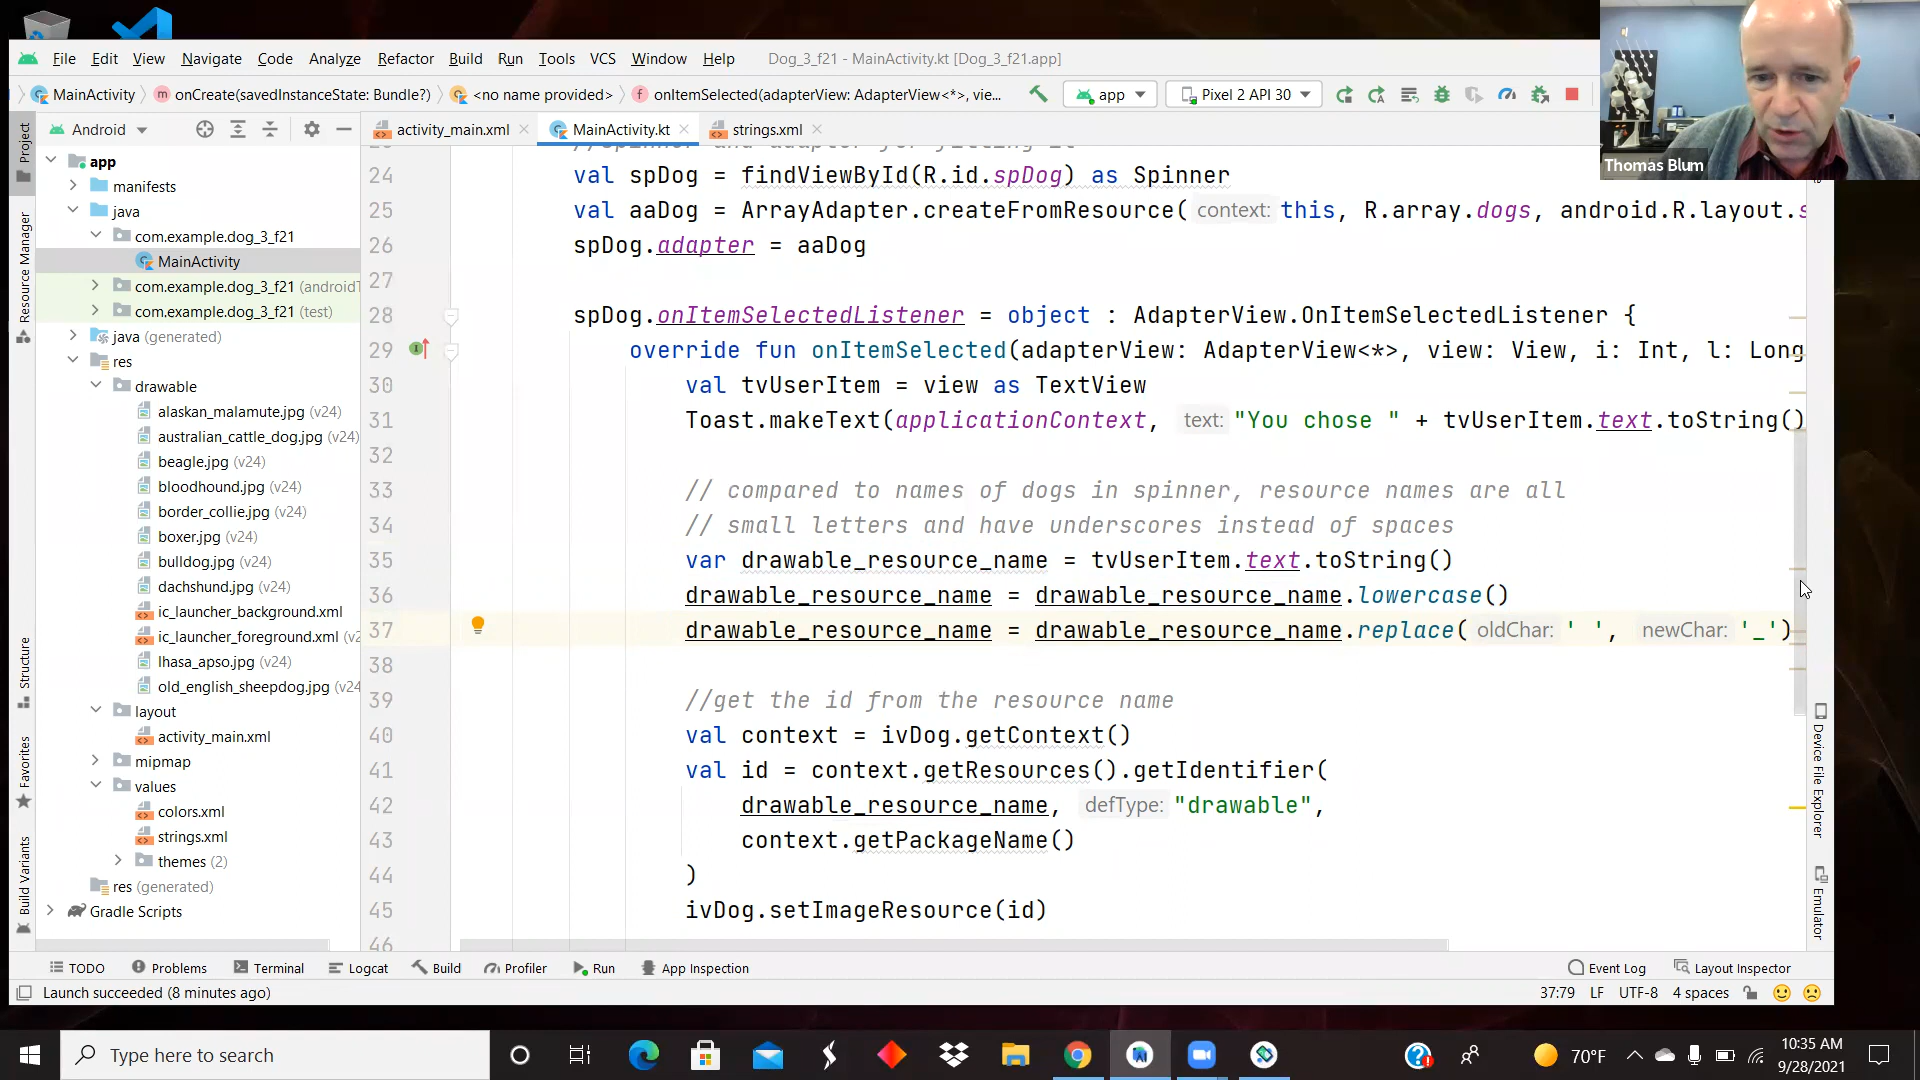 File Edit View Navigate Code Analyze Refactor Build Run Tools VCS Window Help Dog_3_f21 - MainActivity.kt [Dog_3_f21.app]
MainActivity onCreate(savedInstanceState: Bundle?) <no name provided> onItemSelected(adapterView: AdapterView<*>, vie... app Pixel 2 API 30
Thomas Blum
Android
activity_main.xml MainActivity.kt strings.xml
Project
Resource Manager
Structure
Favorites
Build Variants
app
manifests
java
com.example.dog_3_f21
MainActivity
com.example.dog_3_f21 (androidT
com.example.dog_3_f21 (test)
java (generated)
res
drawable
alaskan_malamute.jpg (v24)
australian_cattle_dog.jpg (v24)
beagle.jpg (v24)
bloodhound.jpg (v24)
border_collie.jpg (v24)
boxer.jpg (v24)
bulldog.jpg (v24)
dachshund.jpg (v24)
ic_launcher_background.xml
ic_launcher_foreground.xml (v2
lhasa_apso.jpg (v24)
old_english_sheepdog.jpg (v24
layout
activity_main.xml
mipmap
values
colors.xml
strings.xml
themes (2)
res (generated)
Gradle Scripts
24 val spDog = findViewById(R.id.spDog) as Spinner
25 val aaDog = ArrayAdapter.createFromResource( context: this, R.array.dogs, android.R.layout.s
26 spDog.adapter = aaDog
27
28 spDog.onItemSelectedListener = object : AdapterView.OnItemSelectedListener {
29 override fun onItemSelected(adapterView: AdapterView<*>, view: View, i: Int, l: Long
30 val tvUserItem = view as TextView
31 Toast.makeText(applicationContext, text: "You chose " + tvUserItem.text.toString()
32
33 // compared to names of dogs in spinner, resource names are all
34 // small letters and have underscores instead of spaces
35 var drawable_resource_name = tvUserItem.text.toString()
36 drawable_resource_name = drawable_resource_name.lowercase()
37 drawable_resource_name = drawable_resource_name.replace( oldChar: ' ', newChar: '_')
38
39 //get the id from the resource name
40 val context = ivDog.getContext()
41 val id = context.getResources().getIdentifier(
42 drawable_resource_name, defType: "drawable",
43 context.getPackageName()
44 )
45 ivDog.setImageResource(id)
46
Device File Explorer
Emulator
TODO Problems Terminal Logcat Build Profiler Run App Inspection Event Log Layout Inspector
Launch succeeded (8 minutes ago) 37:79 LF UTF-8 4 spaces
Type here to search 70°F 10:35 AM
9/28/2021